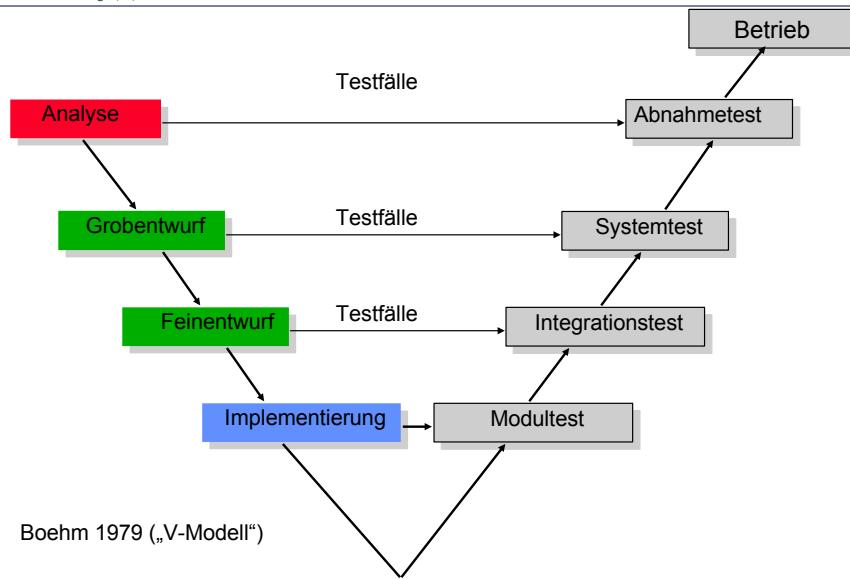 Betrieb
Testfälle
Analyse
Abnahmetest
Testfälle
Grobentwurf
Systemtest
Testfälle
Feinentwurf
Integrationstest
Implementierung
Modultest
Boehm 1979 („V-Modell“)